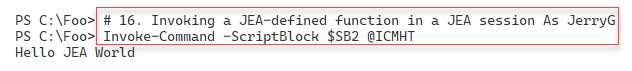 PS C:\Foo> # 16. Invoking a JEA-defined function in a JEA session As JerryG
PS C:\Foo> Invoke-Command -ScriptBlock $SB2 @ICMHT
Hello JEA World